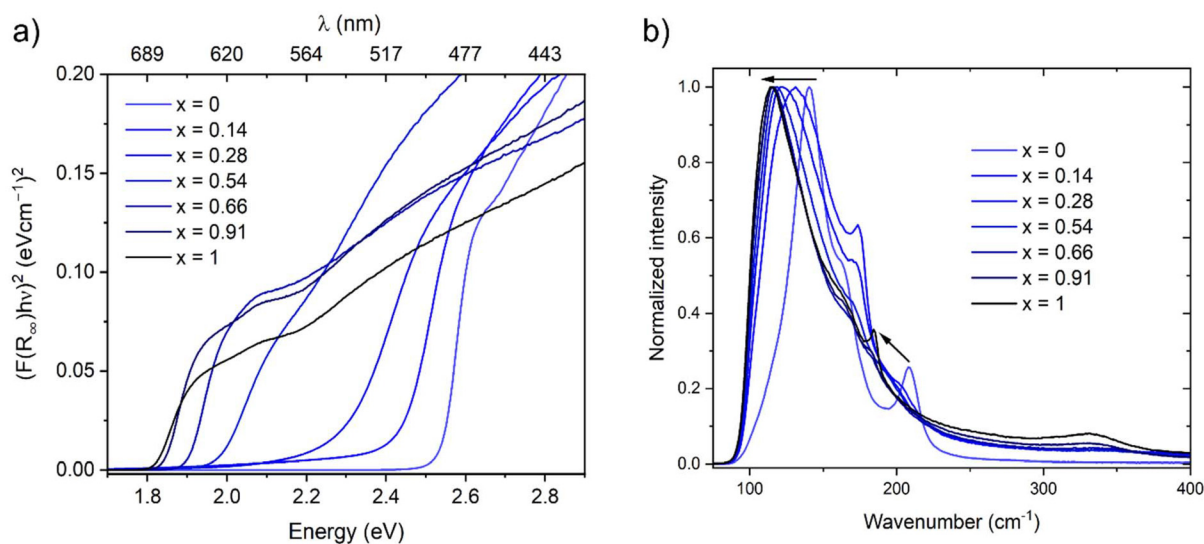 a)
λ (nm)
689 620 564 517 477 443
0.20
0.15
0.10
0.05
0.00
(F(R∞)hν)² (eVcm⁻¹)²
x = 0
x = 0.14
x = 0.28
x = 0.54
x = 0.66
x = 0.91
x = 1
1.8 2.0 2.2 2.4 2.6 2.8
Energy (eV)
b)
1.0
0.8
0.6
0.4
0.2
0.0
Normalized intensity
x = 0
x = 0.14
x = 0.28
x = 0.54
x = 0.66
x = 0.91
x = 1
100 200 300 400
Wavenumber (cm⁻¹)